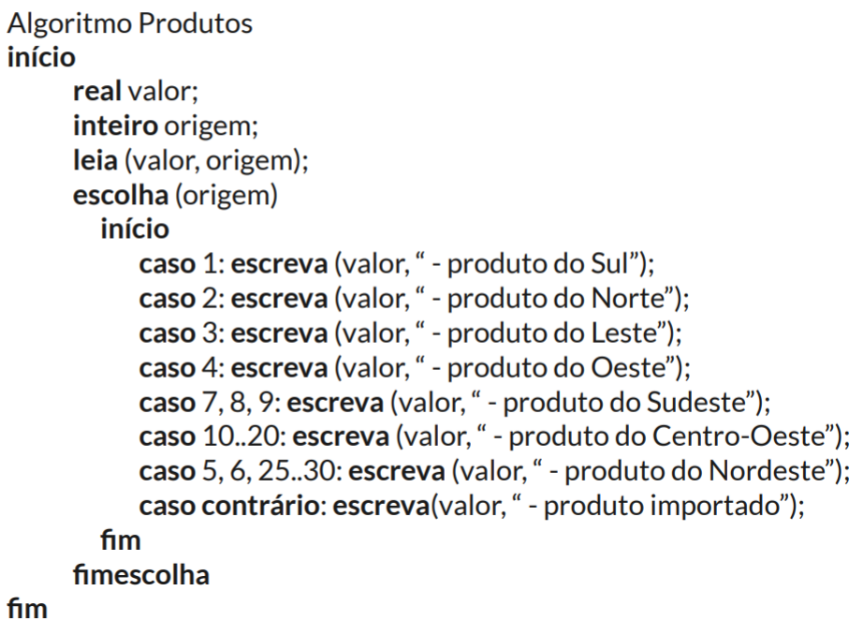 Algoritmo Produtos
início
real valor;
inteiro origem;
leia (valor, origem);
escolha (origem)
início
caso 1: escreva (valor, “ - produto do Sul”);
caso 2: escreva (valor, “ - produto do Norte”);
caso 3: escreva (valor, “ - produto do Leste”);
caso 4: escreva (valor, “ - produto do Oeste”);
caso 7, 8, 9: escreva (valor, “ - produto do Sudeste”);
caso 10..20: escreva (valor, “ - produto do Centro-Oeste”);
caso 5, 6, 25..30: escreva (valor, “ - produto do Nordeste”);
caso contrário: escreva(valor, “ - produto importado”);
fim
fimescolha
fim